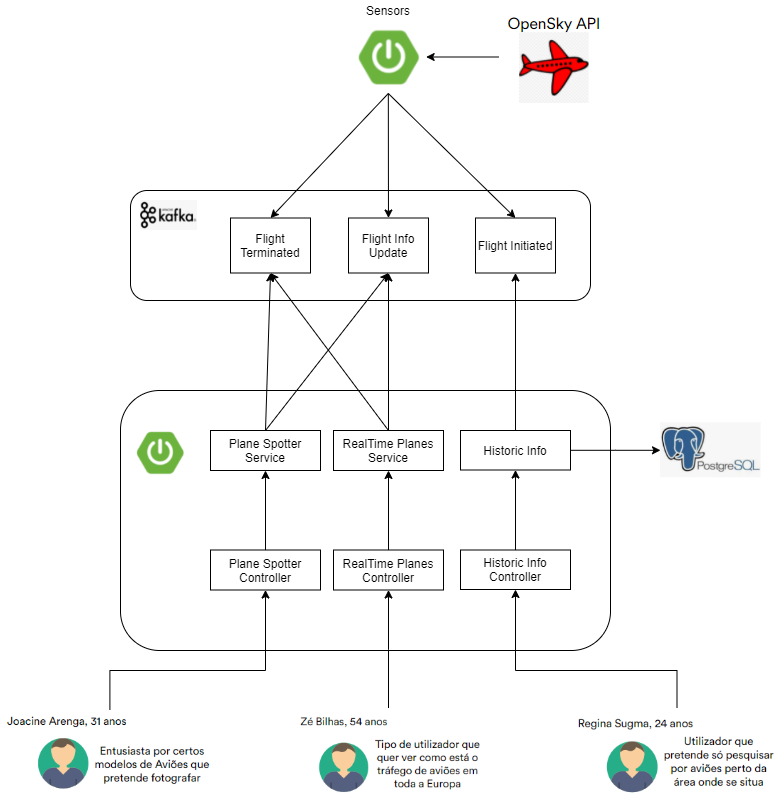 Sensors
OpenSky API
kafka
Flight
Terminated
Flight Info
Update
Flight Initiated
Plane Spotter
Service
RealTime Planes
Service
Historic Info
PostgreSQL
Plane Spotter
Controller
RealTime Planes
Controller
Historic Info
Controller
Joacine Arenga, 31 anos
Entusiasta por certos
modelos de Aviões que
pretende fotografar
Zé Bilhas, 54 anos
Tipo de utilizador que
quer ver como está o
tráfego de aviões em
toda a Europa
Regina Sugma, 24 anos
Utilizador que
pretende só pesquisar
por aviões perto da
área onde se situa